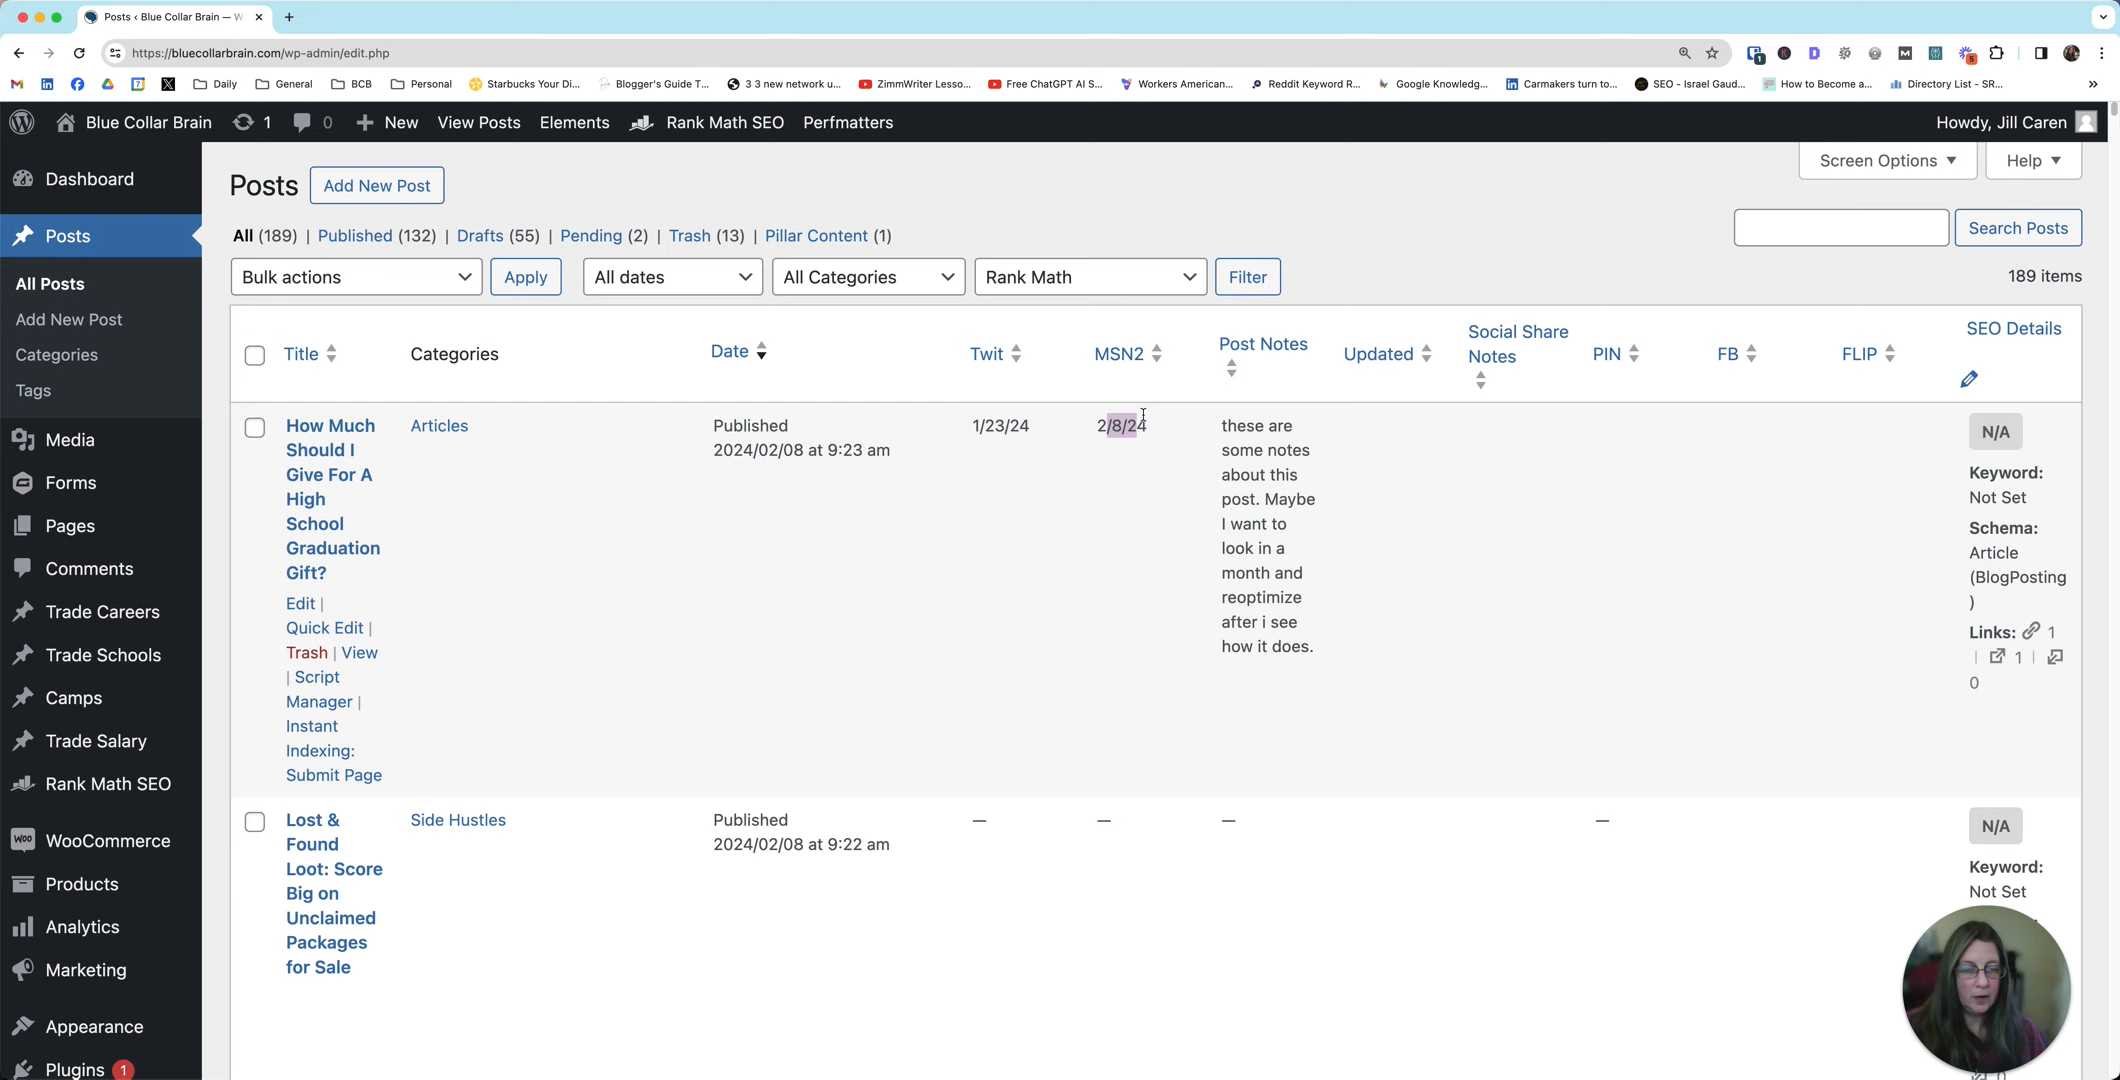 Posts ‹ Blue Collar Brain — W
https://bluecollarbrain.com/wp-admin/edit.php
Daily General BCB Personal Starbucks Your Di... Blogger's Guide T... 3 3 new network u... ZimmWriter Lesso... Free ChatGPT AI S... Workers American... Reddit Keyword R... Google Knowledg... Carmakers turn to... SEO - Israel Gaud... How to Become a... Directory List - SR...
Blue Collar Brain 1 0 New View Posts Elements Rank Math SEO Perfmatters Howdy, Jill Caren
Screen Options Help
Dashboard
Posts
All Posts
Add New Post
Categories
Tags
Media
Forms
Pages
Comments
Trade Careers
Trade Schools
Camps
Trade Salary
Rank Math SEO
WooCommerce
Products
Analytics
Marketing
Appearance
Plugins 1
Posts Add New Post
All (189) | Published (132) | Drafts (55) | Pending (2) | Trash (13) | Pillar Content (1)
Search Posts
Bulk actions Apply All dates All Categories Rank Math Filter
189 items
Title Categories Date Twit MSN2 Post Notes Updated Social Share Notes PIN FB FLIP SEO Details
How Much
Should I
Give For A
High
School
Graduation
Gift?
Edit |
Quick Edit |
Trash | View
| Script
Manager |
Instant
Indexing:
Submit Page
Articles
Published
2024/02/08 at 9:23 am
1/23/24
2/8/24
these are
some notes
about this
post. Maybe
I want to
look in a
month and
reoptimize
after i see
how it does.
N/A
Keyword:
Not Set
Schema:
Article
(BlogPosting
)
Links: 1
| 1 |
0
Lost &
Found
Loot: Score
Big on
Unclaimed
Packages
for Sale
Side Hustles
Published
2024/02/08 at 9:22 am
— — — —
N/A
Keyword:
Not Set